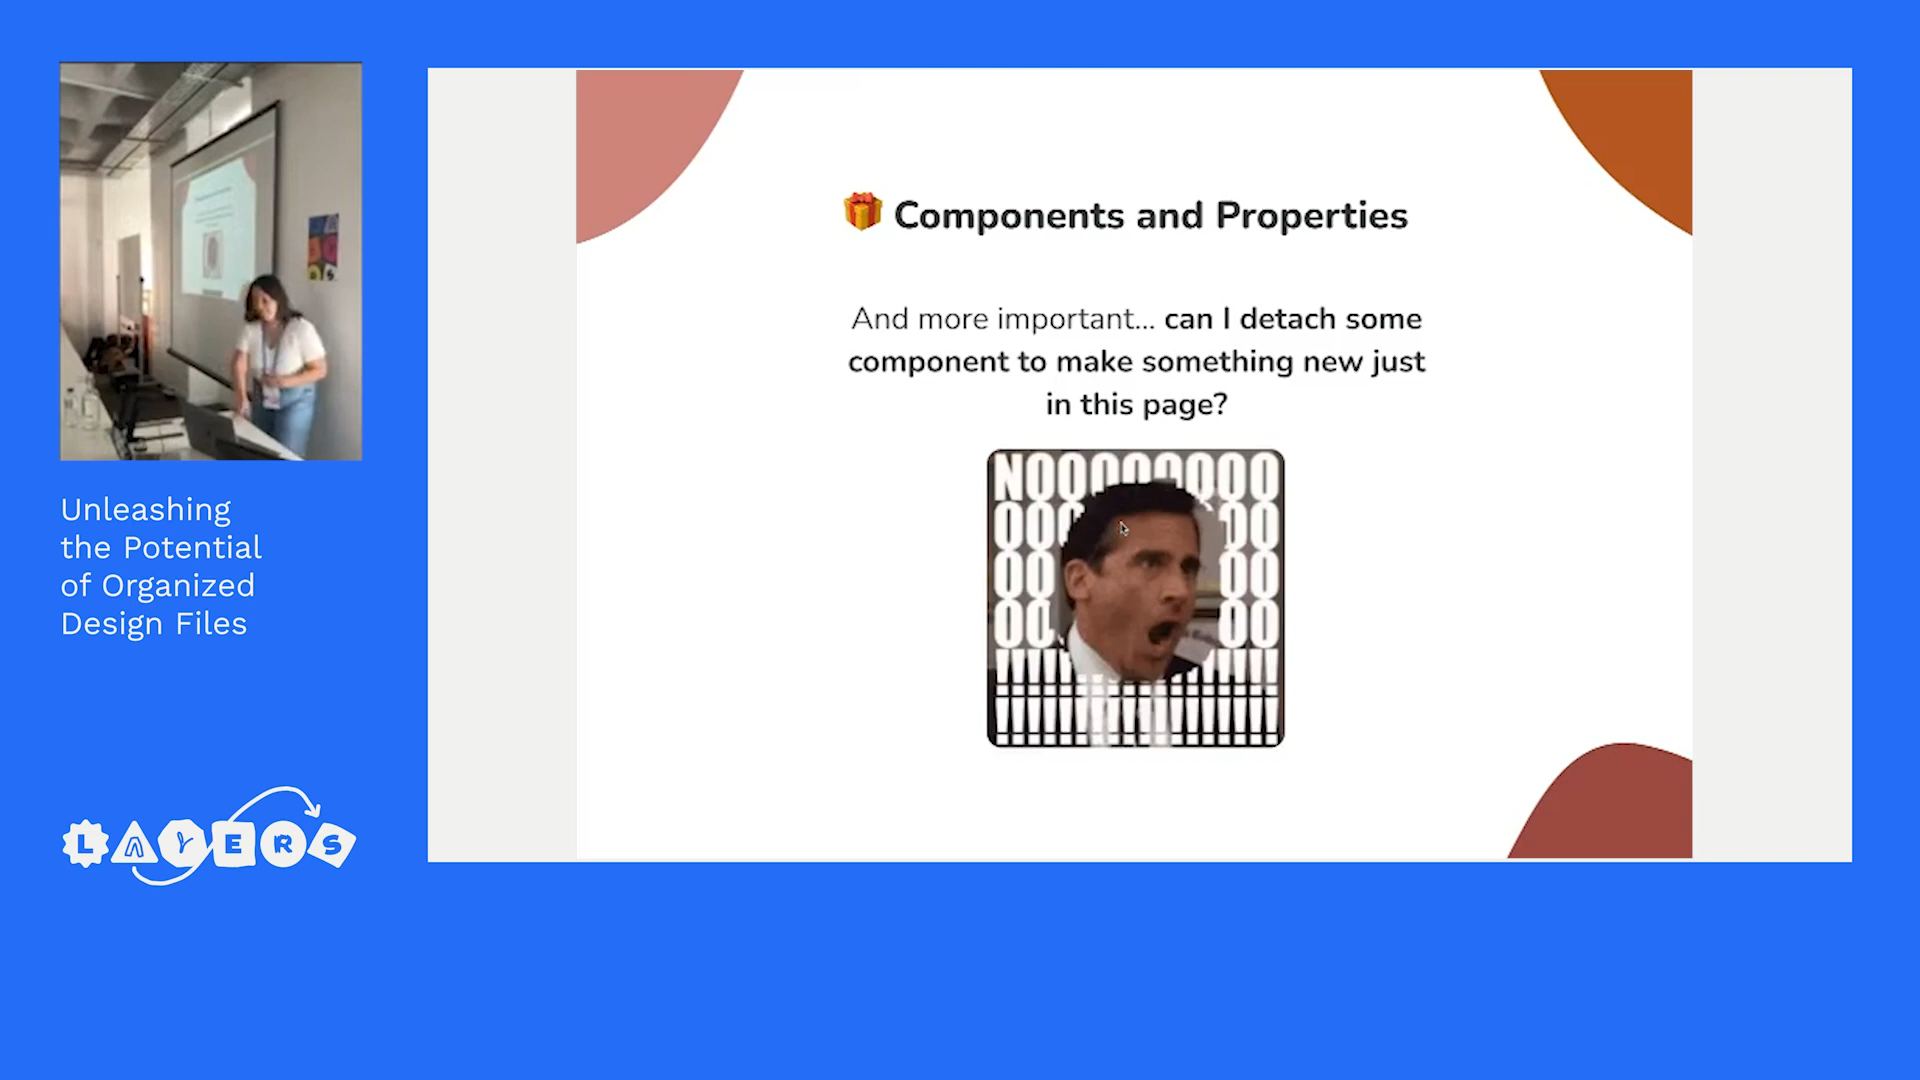 Unleashing
the Potential
of Organized
Design Files
LAYERS
Components and Properties
And more important... can I detach some
component to make something new just
in this page?
NOOOOOOOO